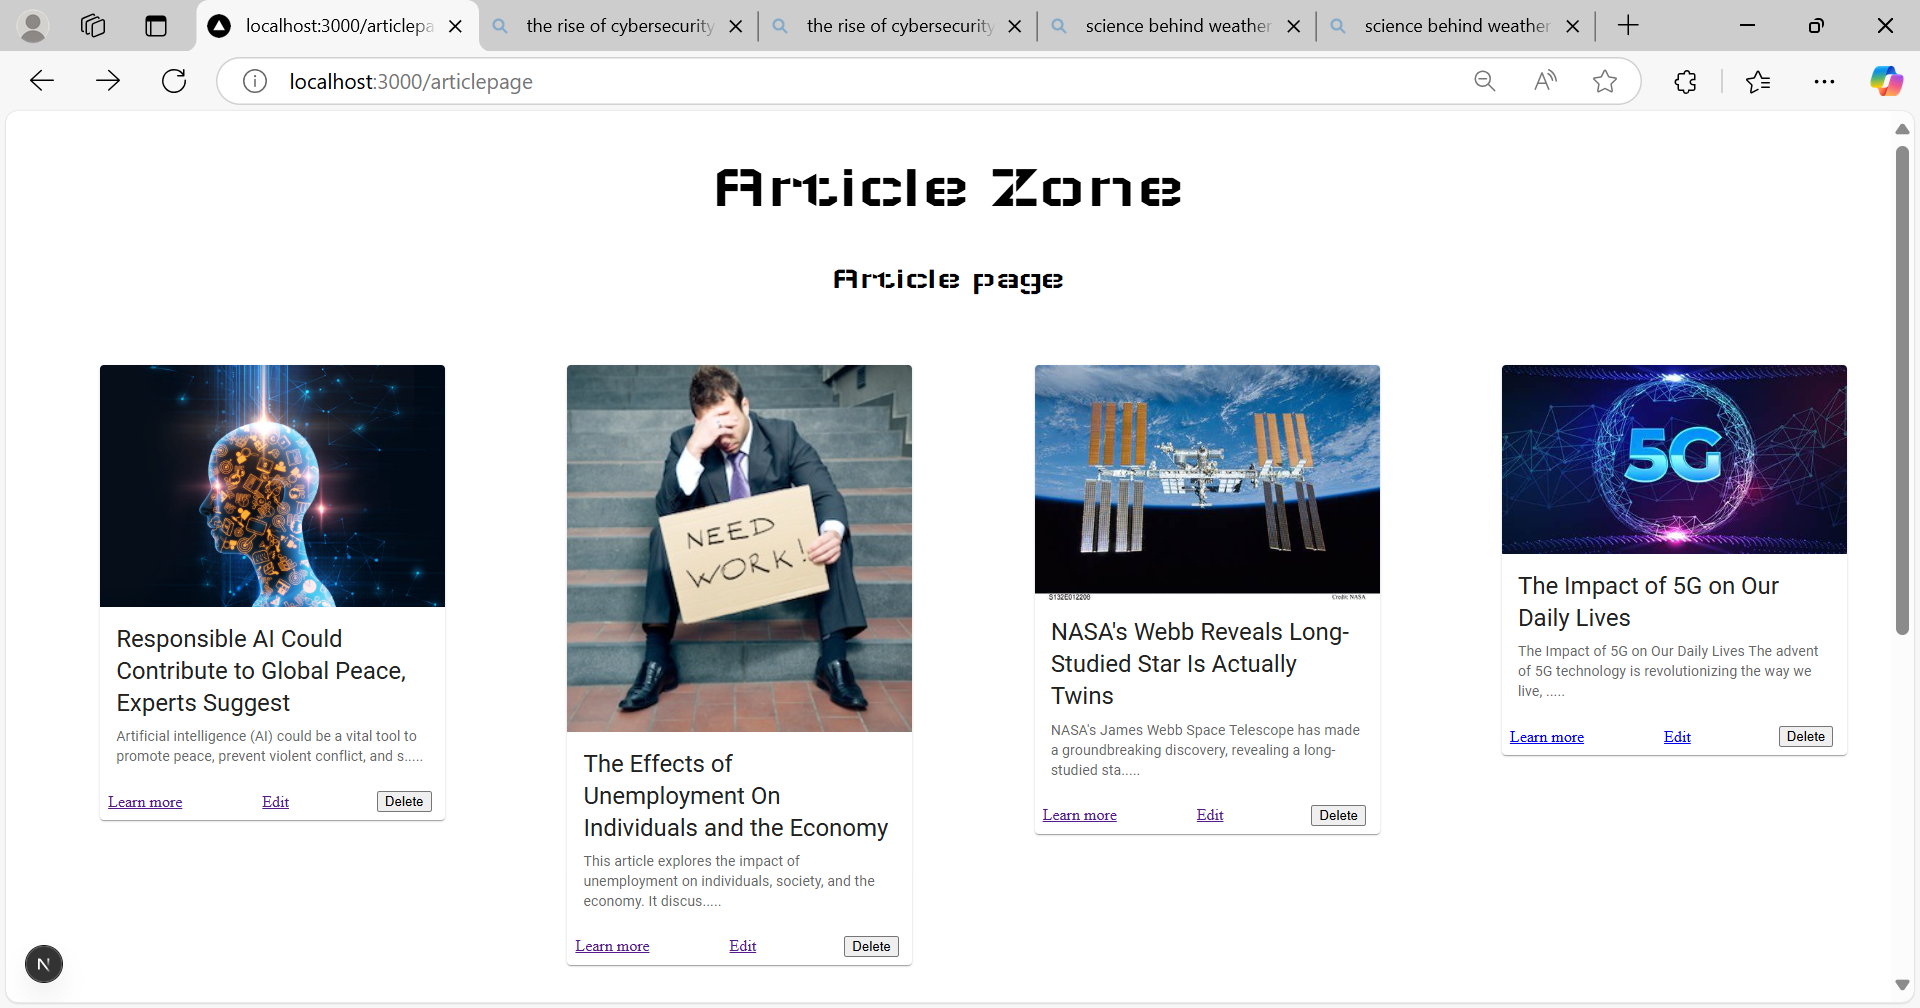 localhost:3000/articlepa
the rise of cybersecurity
the rise of cybersecurity
science behind weather
science behind weather
localhost:3000/articlepage
Article Zone
Article page
NEED
WORK!
S132E012208
Credit: NASA
5G
Responsible AI Could
Contribute to Global Peace,
Experts Suggest
Artificial intelligence (AI) could be a vital tool to
promote peace, prevent violent conflict, and s.....
Learn more
Edit
Delete
The Effects of
Unemployment On
Individuals and the Economy
This article explores the impact of
unemployment on individuals, society, and the
economy. It discus.....
Learn more
Edit
Delete
NASA's Webb Reveals Long-
Studied Star Is Actually
Twins
NASA's James Webb Space Telescope has made
a groundbreaking discovery, revealing a long-
studied sta.....
Learn more
Edit
Delete
The Impact of 5G on Our
Daily Lives
The Impact of 5G on Our Daily Lives The advent
of 5G technology is revolutionizing the way we
live, .....
Learn more
Edit
Delete
N